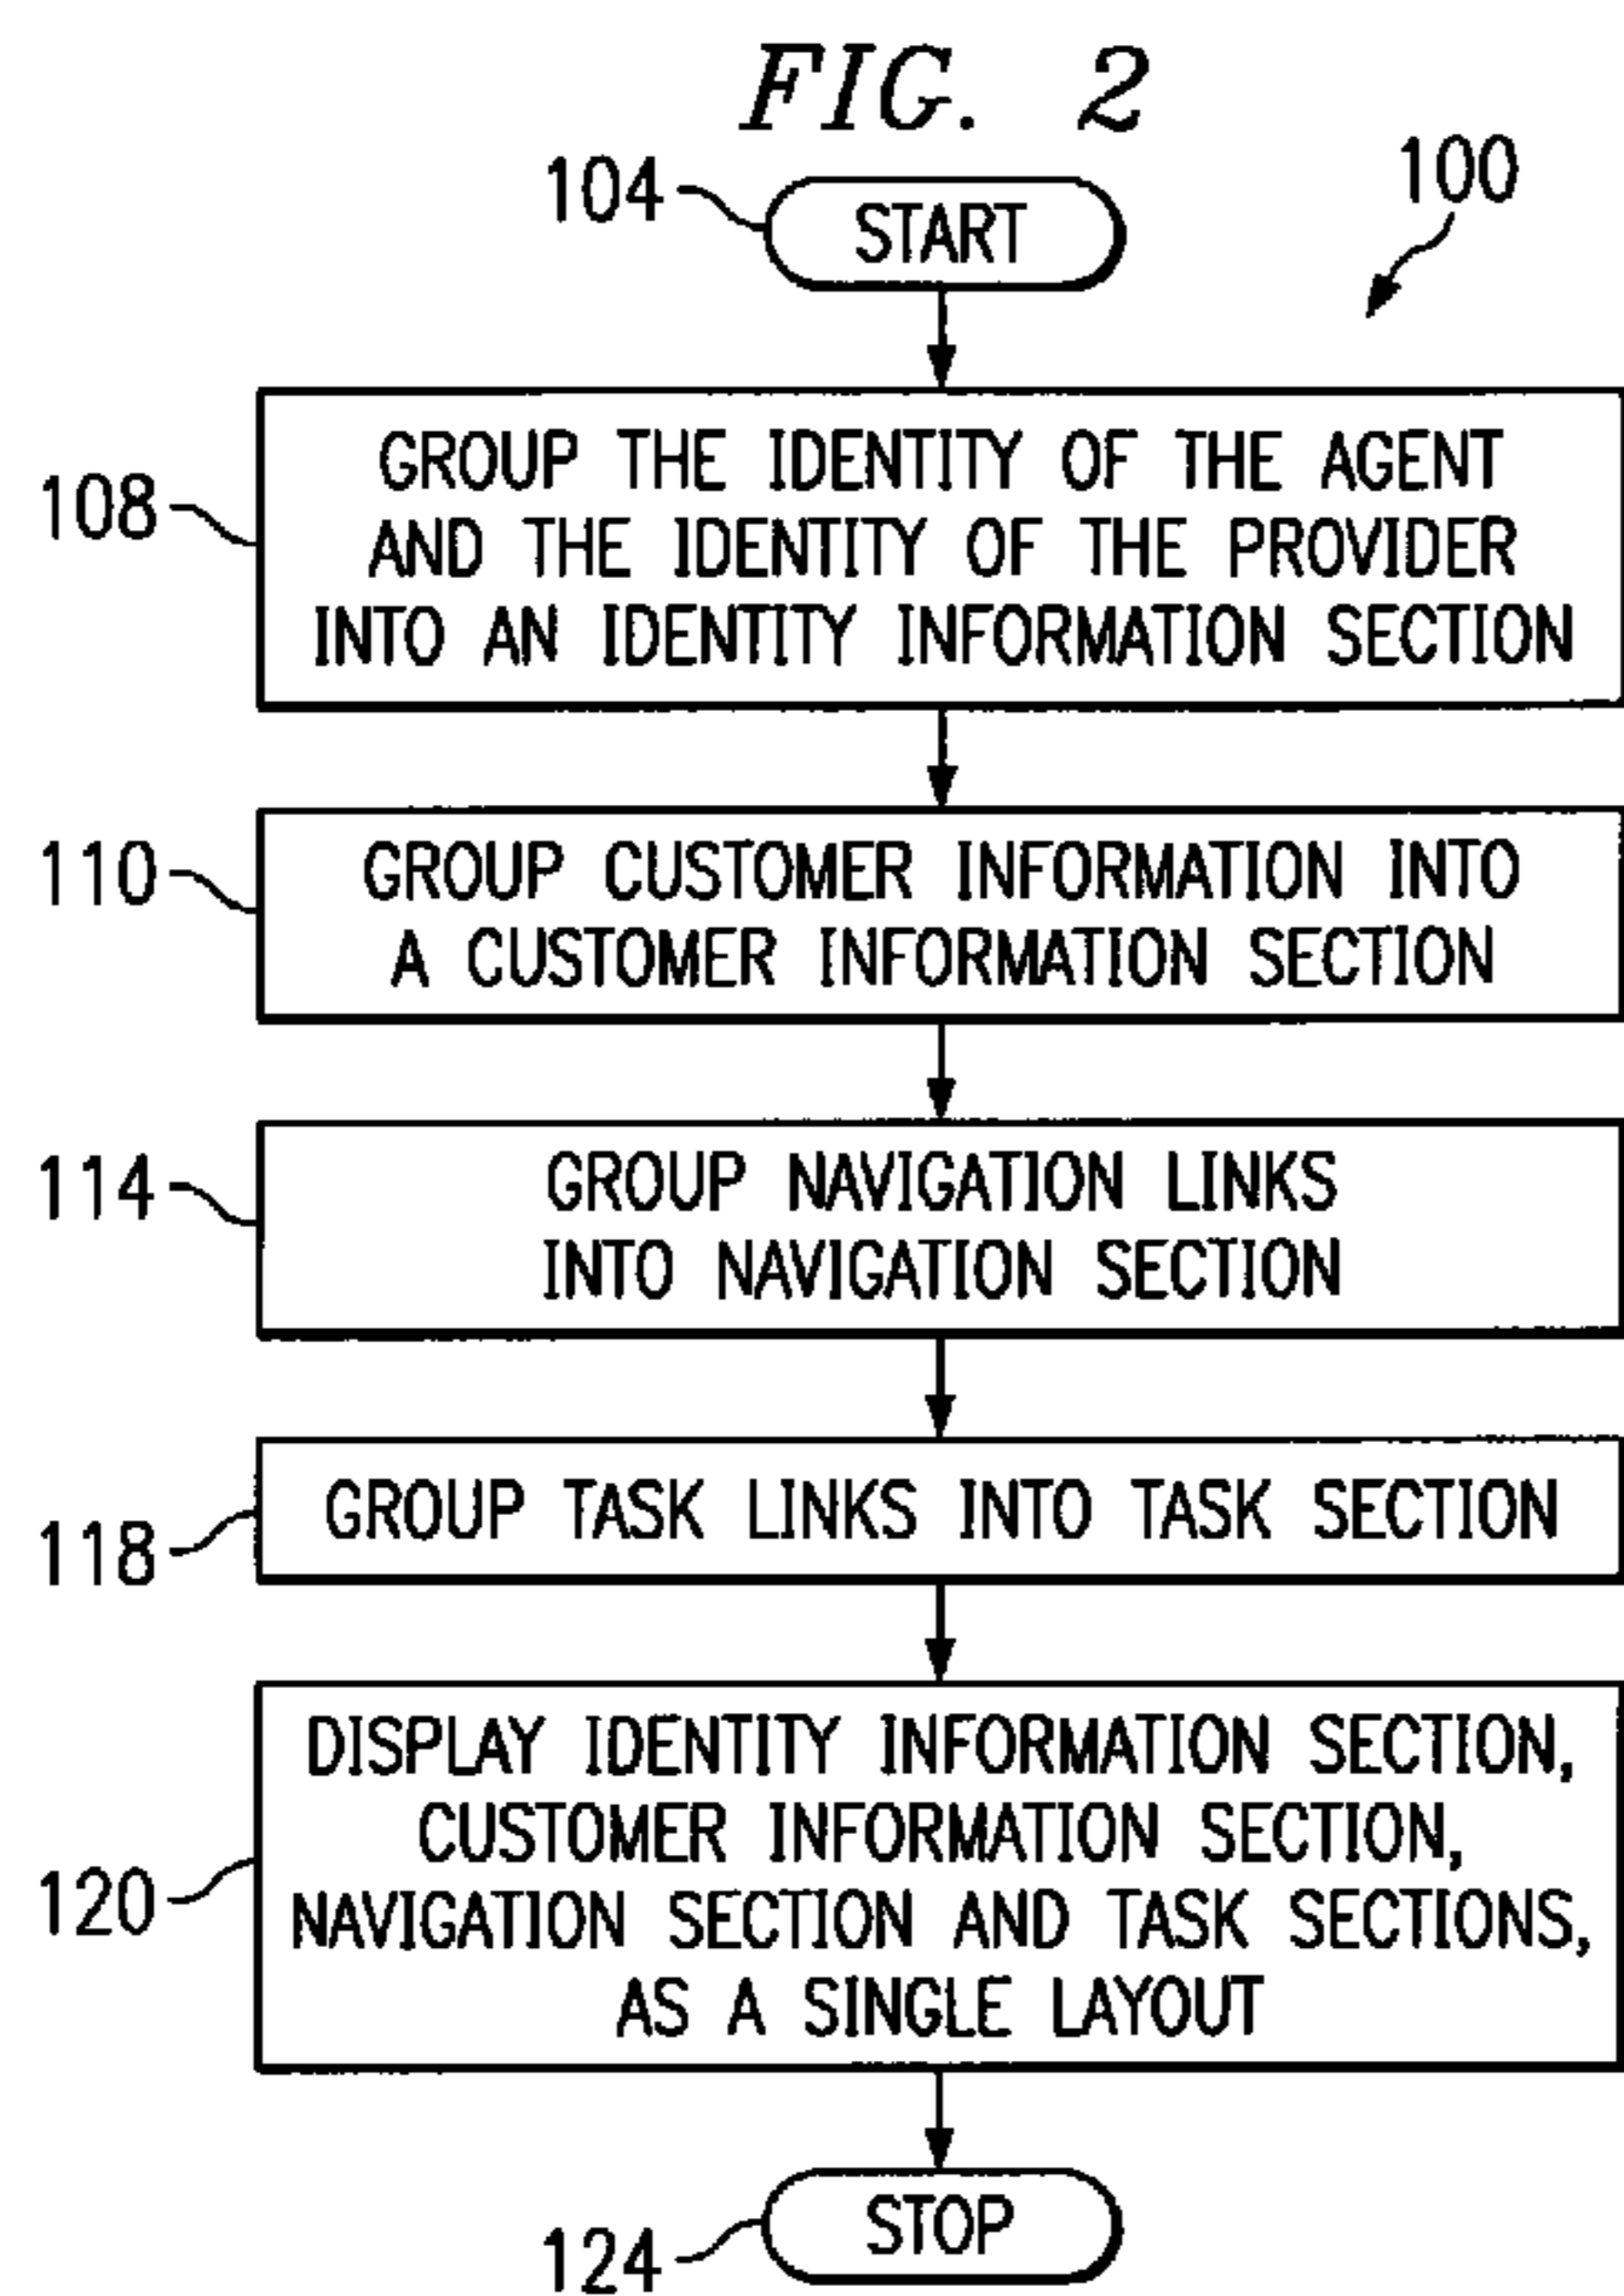 FIG. 2
104
START
100
108
GROUP THE IDENTITY OF THE AGENT
AND THE IDENTITY OF THE PROVIDER
INTO AN IDENTITY INFORMATION SECTION
110
GROUP CUSTOMER INFORMATION INTO
A CUSTOMER INFORMATION SECTION
114
GROUP NAVIGATION LINKS
INTO NAVIGATION SECTION
118
GROUP TASK LINKS INTO TASK SECTION
120
DISPLAY IDENTITY INFORMATION SECTION,
CUSTOMER INFORMATION SECTION,
NAVIGATION SECTION AND TASK SECTIONS,
AS A SINGLE LAYOUT
124
STOP